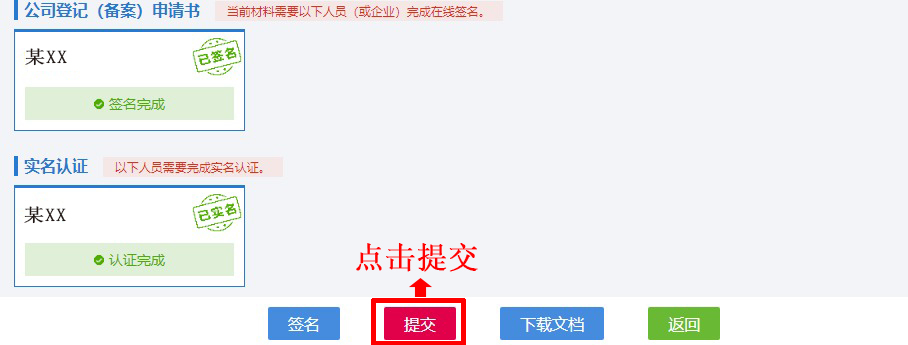 公司登记（备案）申请书 当前材料需要以下人员（或企业）完成在线签名。
某XX 已签名
签名完成
实名认证 以下人员需要完成实名认证。
某XX 已实名
认证完成
点击提交
签名 提交 下载文档 返回